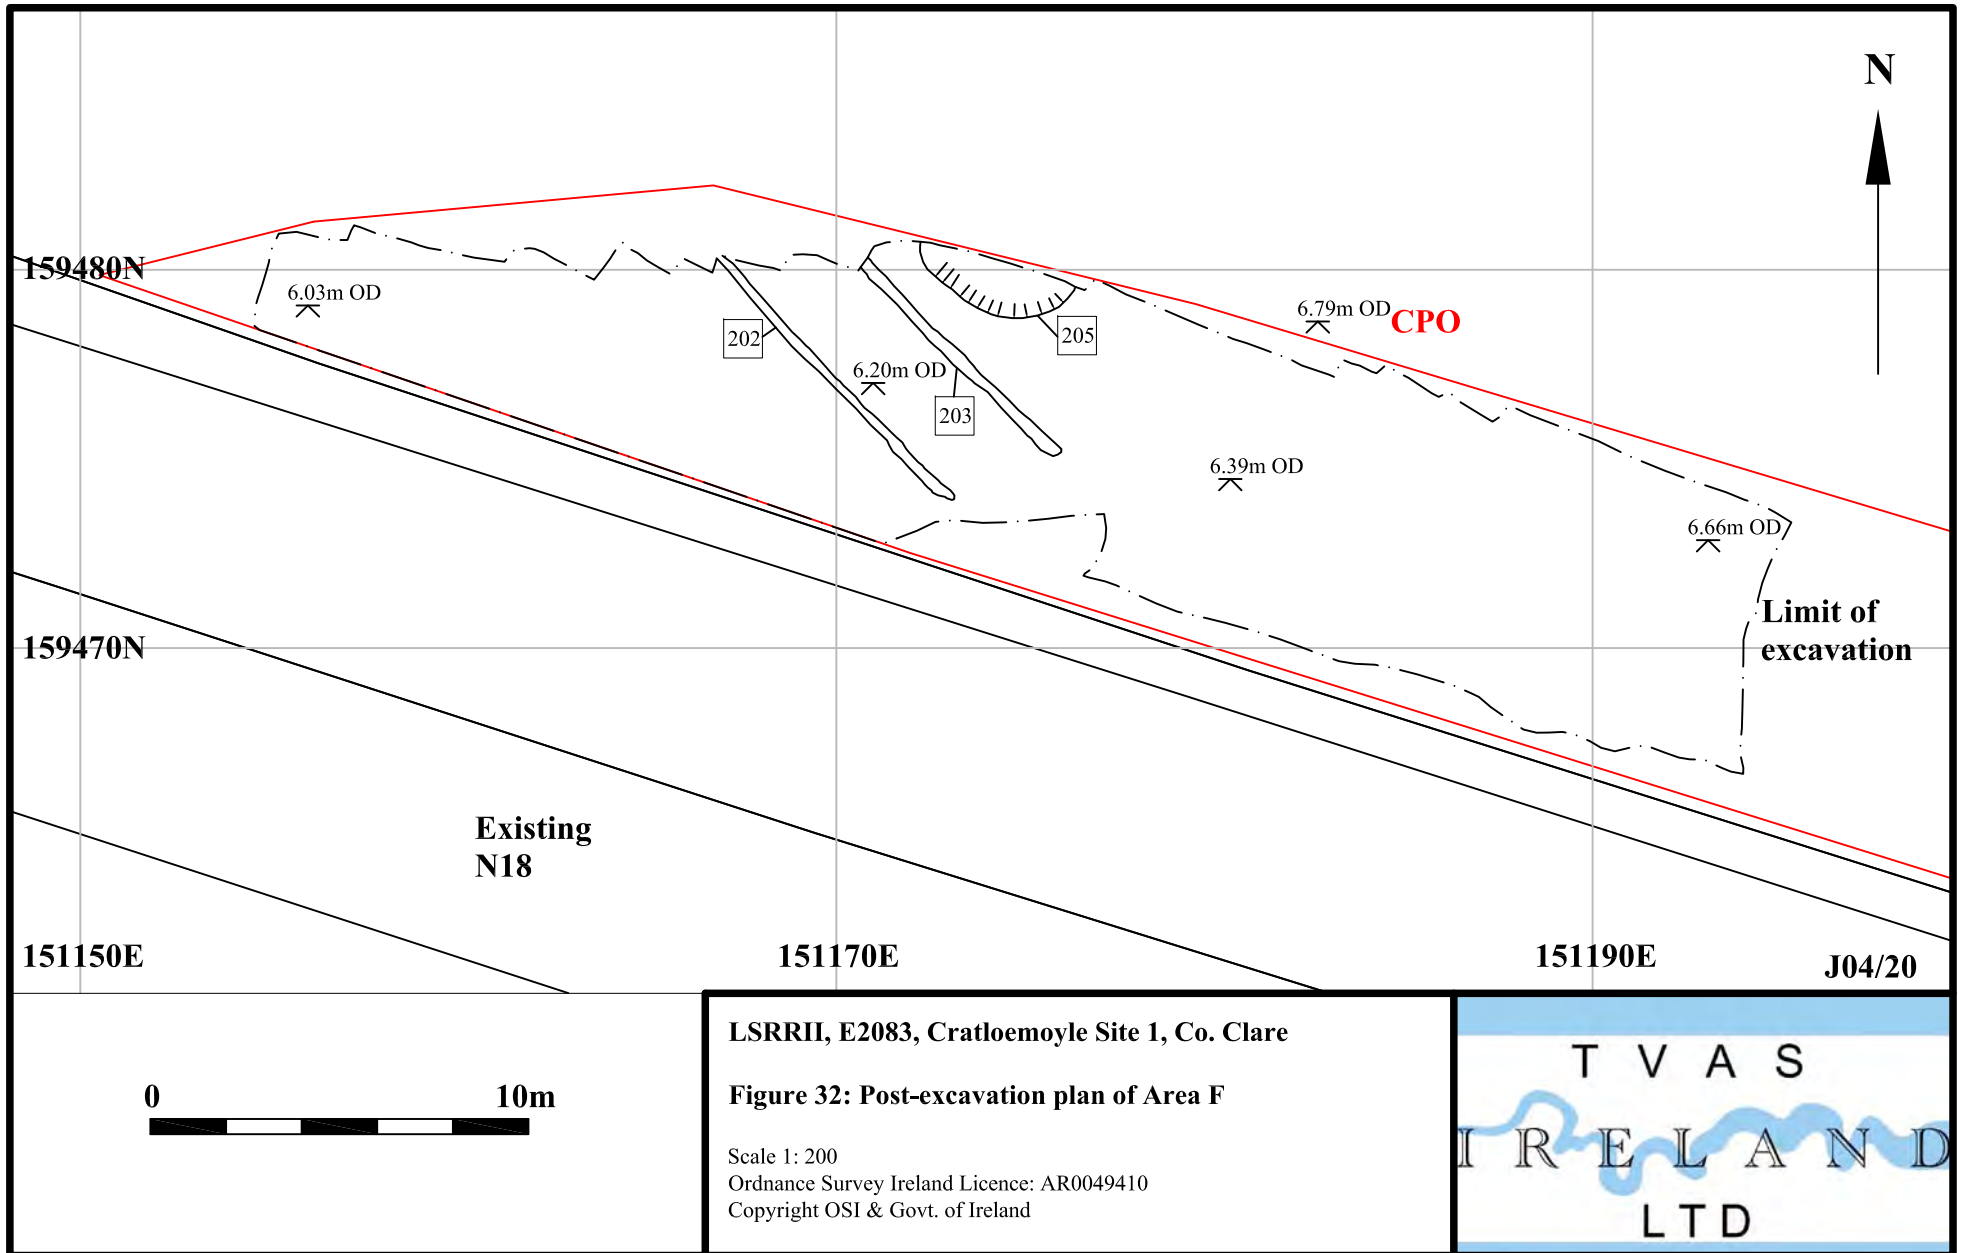 N
159480N
6.03m OD
6.79m OD
CPO
202
205
6.20m OD
203
6.39m OD
6.66m OD
Limit of
excavation
159470N
Existing
N18
151150E
151170E
151190E
J04/20
0
10m
LSRRII, E2083, Cratloemoyle Site 1, Co. Clare
Figure 32: Post-excavation plan of Area F
Scale 1: 200
Ordnance Survey Ireland Licence: AR0049410
Copyright OSI & Govt. of Ireland
T V A S
I R E L A N D
L T D